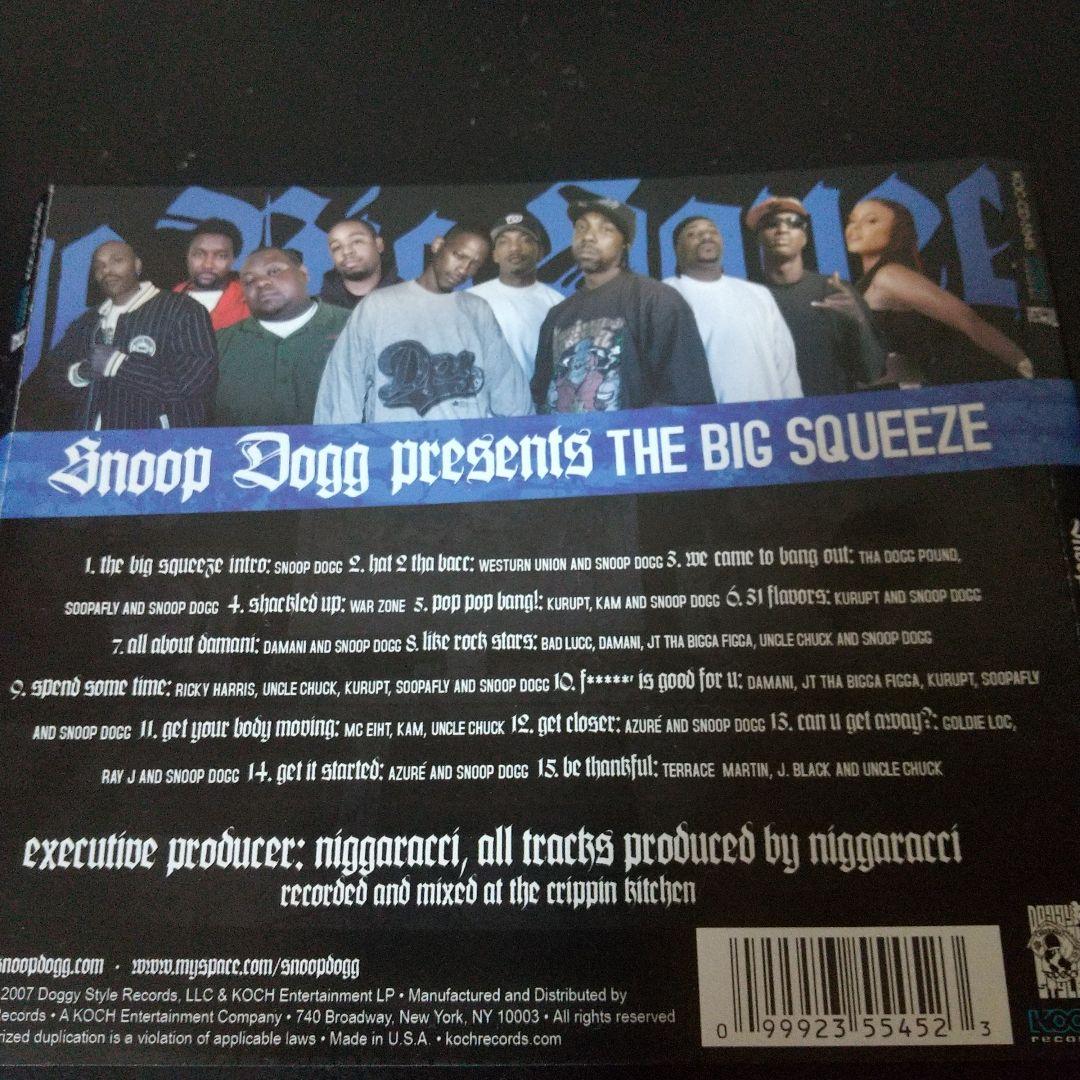 Big Squeeze
Snoop Dogg presents THE BIG SQUEEZE
1. the big squeeze intro: SNOOP DOGG 2. hat 2 tha bacc: WESTURN UNION AND SNOOP DOGG 3. we came to bang out: THA DOGG POUND,
SOOPAFLY AND SNOOP DOGG 4. shackled up: WAR ZONE 5. pop pop bang!: KURUPT, KAM AND SNOOP DOGG 6. 31 flavors: KURUPT AND SNOOP DOGG
7. all about damani: DAMANI AND SNOOP DOGG 8. like rock stars: BAD LUCC, DAMANI, JT THA BIGGA FIGGA, UNCLE CHUCK AND SNOOP DOGG
9. spend some time: RICKY HARRIS, UNCLE CHUCK, KURUPT, SOOPAFLY AND SNOOP DOGG 10. f*****' is good for u: DAMANI, JT THA BIGGA FIGGA, KURUPT, SOOPAFLY
AND SNOOP DOGG 11. get your body moving: MC EIHT, KAM, UNCLE CHUCK 12. get closer: AZURÉ AND SNOOP DOGG 13. can u get away?: GOLDIE LOC,
RAY J AND SNOOP DOGG 14. get it started: AZURÉ AND SNOOP DOGG 15. be thankful: TERRACE MARTIN, J. BLACK AND UNCLE CHUCK
executive producer: niggaracci, all tracks produced by niggaracci
recorded and mixed at the crippin kitchen
snoopdogg.com · www.myspace.com/snoopdogg
2007 Doggy Style Records, LLC & KOCH Entertainment LP • Manufactured and Distributed by
Records • A KOCH Entertainment Company • 740 Broadway, New York, NY 10003 • All rights reserved
rized duplication is a violation of applicable laws • Made in U.S.A. • kochrecords.com
0 99923 55452 3
KOC
reco